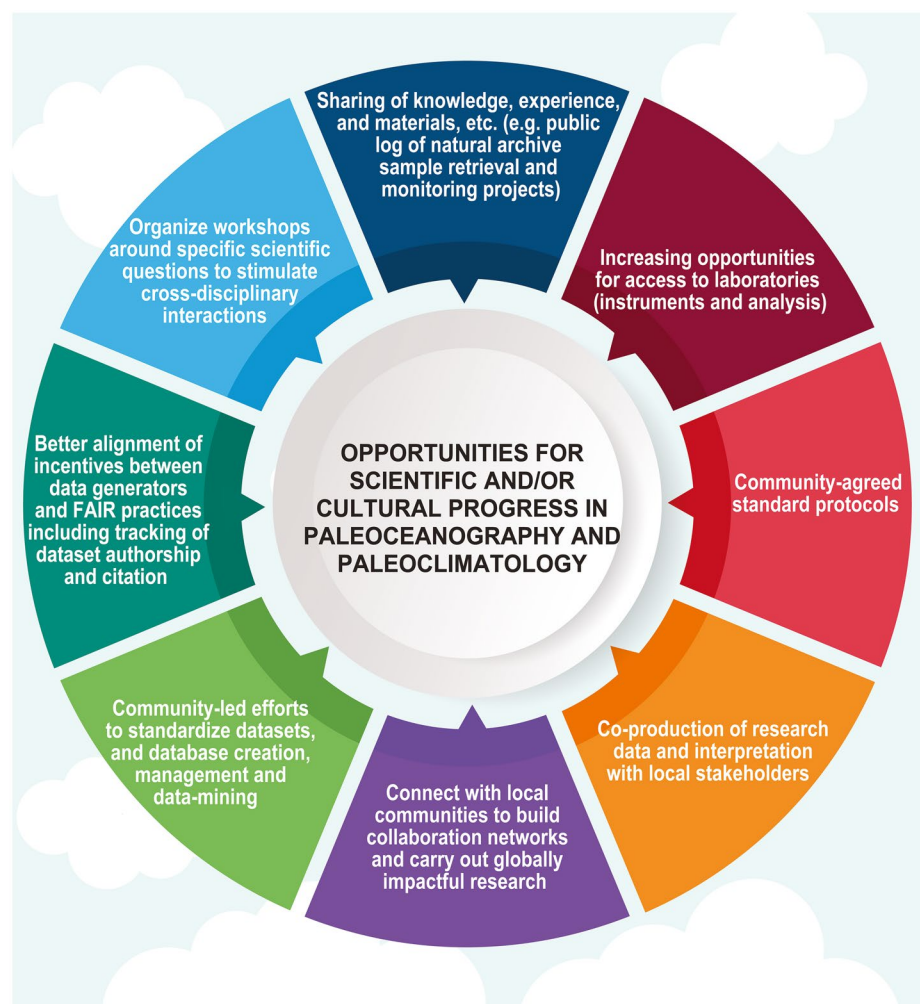 Sharing of knowledge, experience,
and materials, etc. (e.g. public
log of natural archive
sample retrieval and
monitoring projects)
Increasing opportunities
for access to laboratories
(instruments and analysis)
Community-agreed
standard protocols
Co-production of research
data and interpretation
with local stakeholders
Connect with local
communities to build
collaboration networks
and carry out globally
impactful research
Community-led efforts
to standardize datasets,
and database creation,
management and
data-mining
Better alignment of
incentives between
data generators
and FAIR practices
including tracking of
dataset authorship
and citation
Organize workshops
around specific scientific
questions to stimulate
cross-disciplinary
interactions
OPPORTUNITIES FOR
SCIENTIFIC AND/OR
CULTURAL PROGRESS IN
PALEOCEANOGRAPHY AND
PALEOCLIMATOLOGY